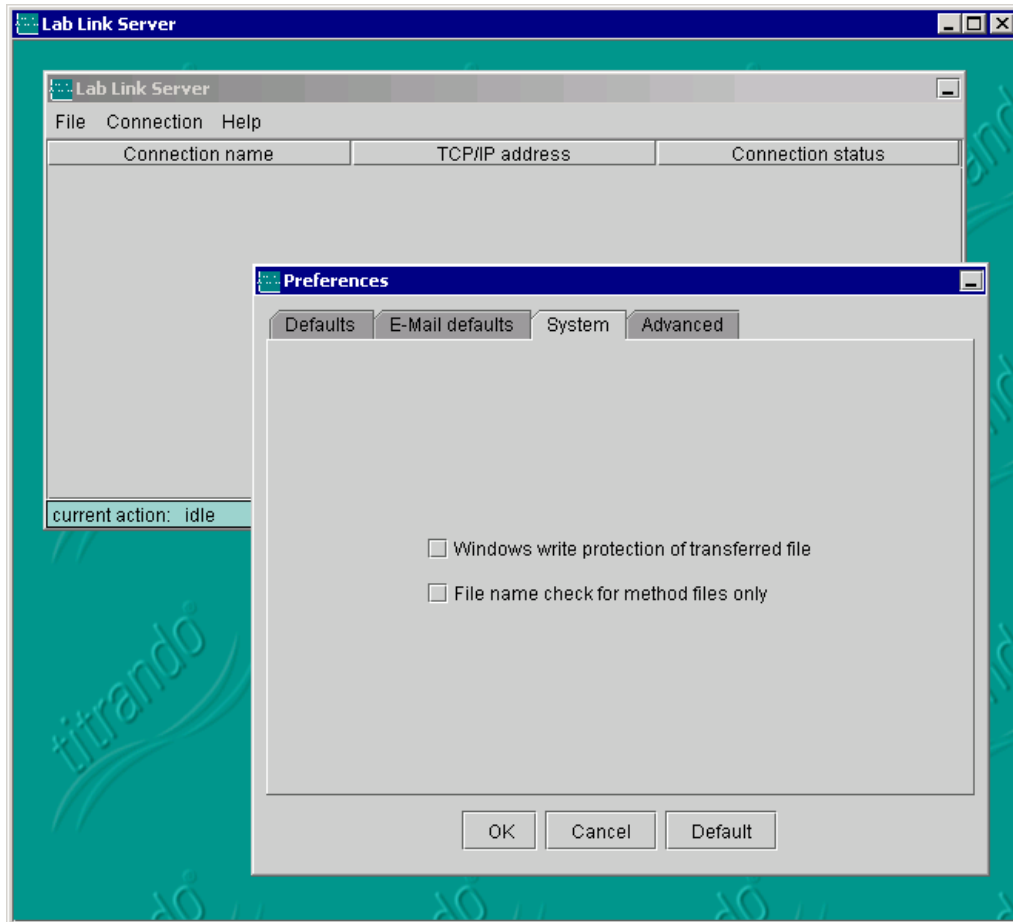 Lab Link Server
Lab Link Server
File Connection Help
Connection name TCP/IP address Connection status
Preferences
Defaults E-Mail defaults System Advanced
current action: idle
Windows write protection of transferred file
File name check for method files only
titrando
OK Cancel Default